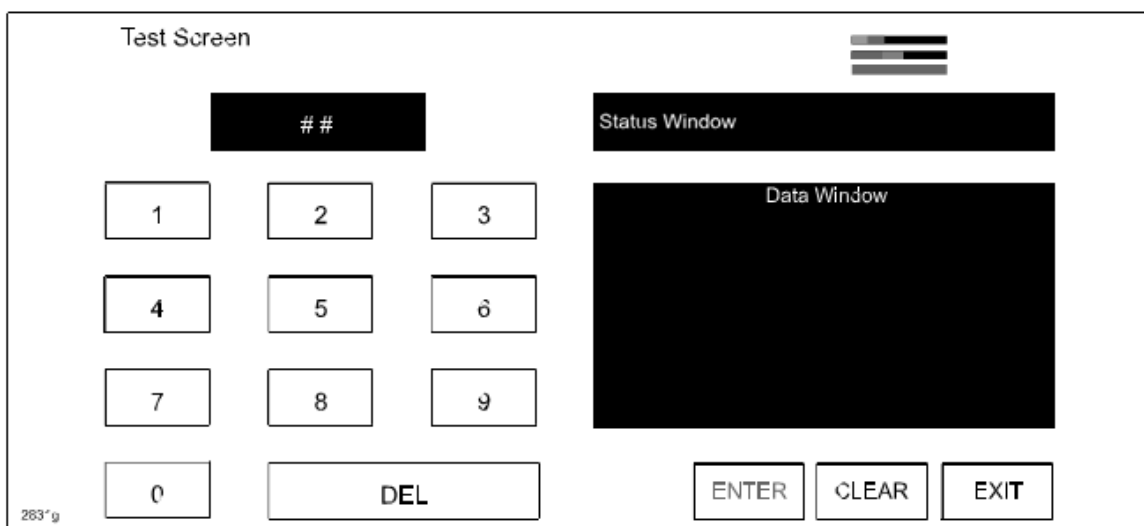 Test Screen
##
Status Window
1 2 3
Data Window
4 5 6
7 8 9
0 DEL
ENTER CLEAR EXIT